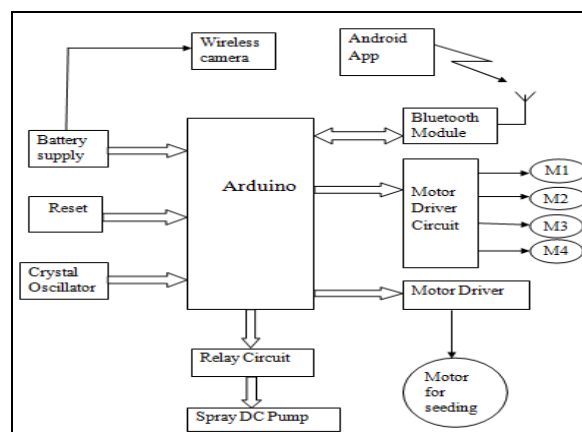 Wireless
camera
Android
App
Bluetooth
Module
Battery
supply
Arduino
Reset
Crystal
Oscillator
Motor
Driver
Circuit
M1
M2
M3
M4
Motor Driver
Relay Circuit
Spray DC Pump
Motor
for
seeding